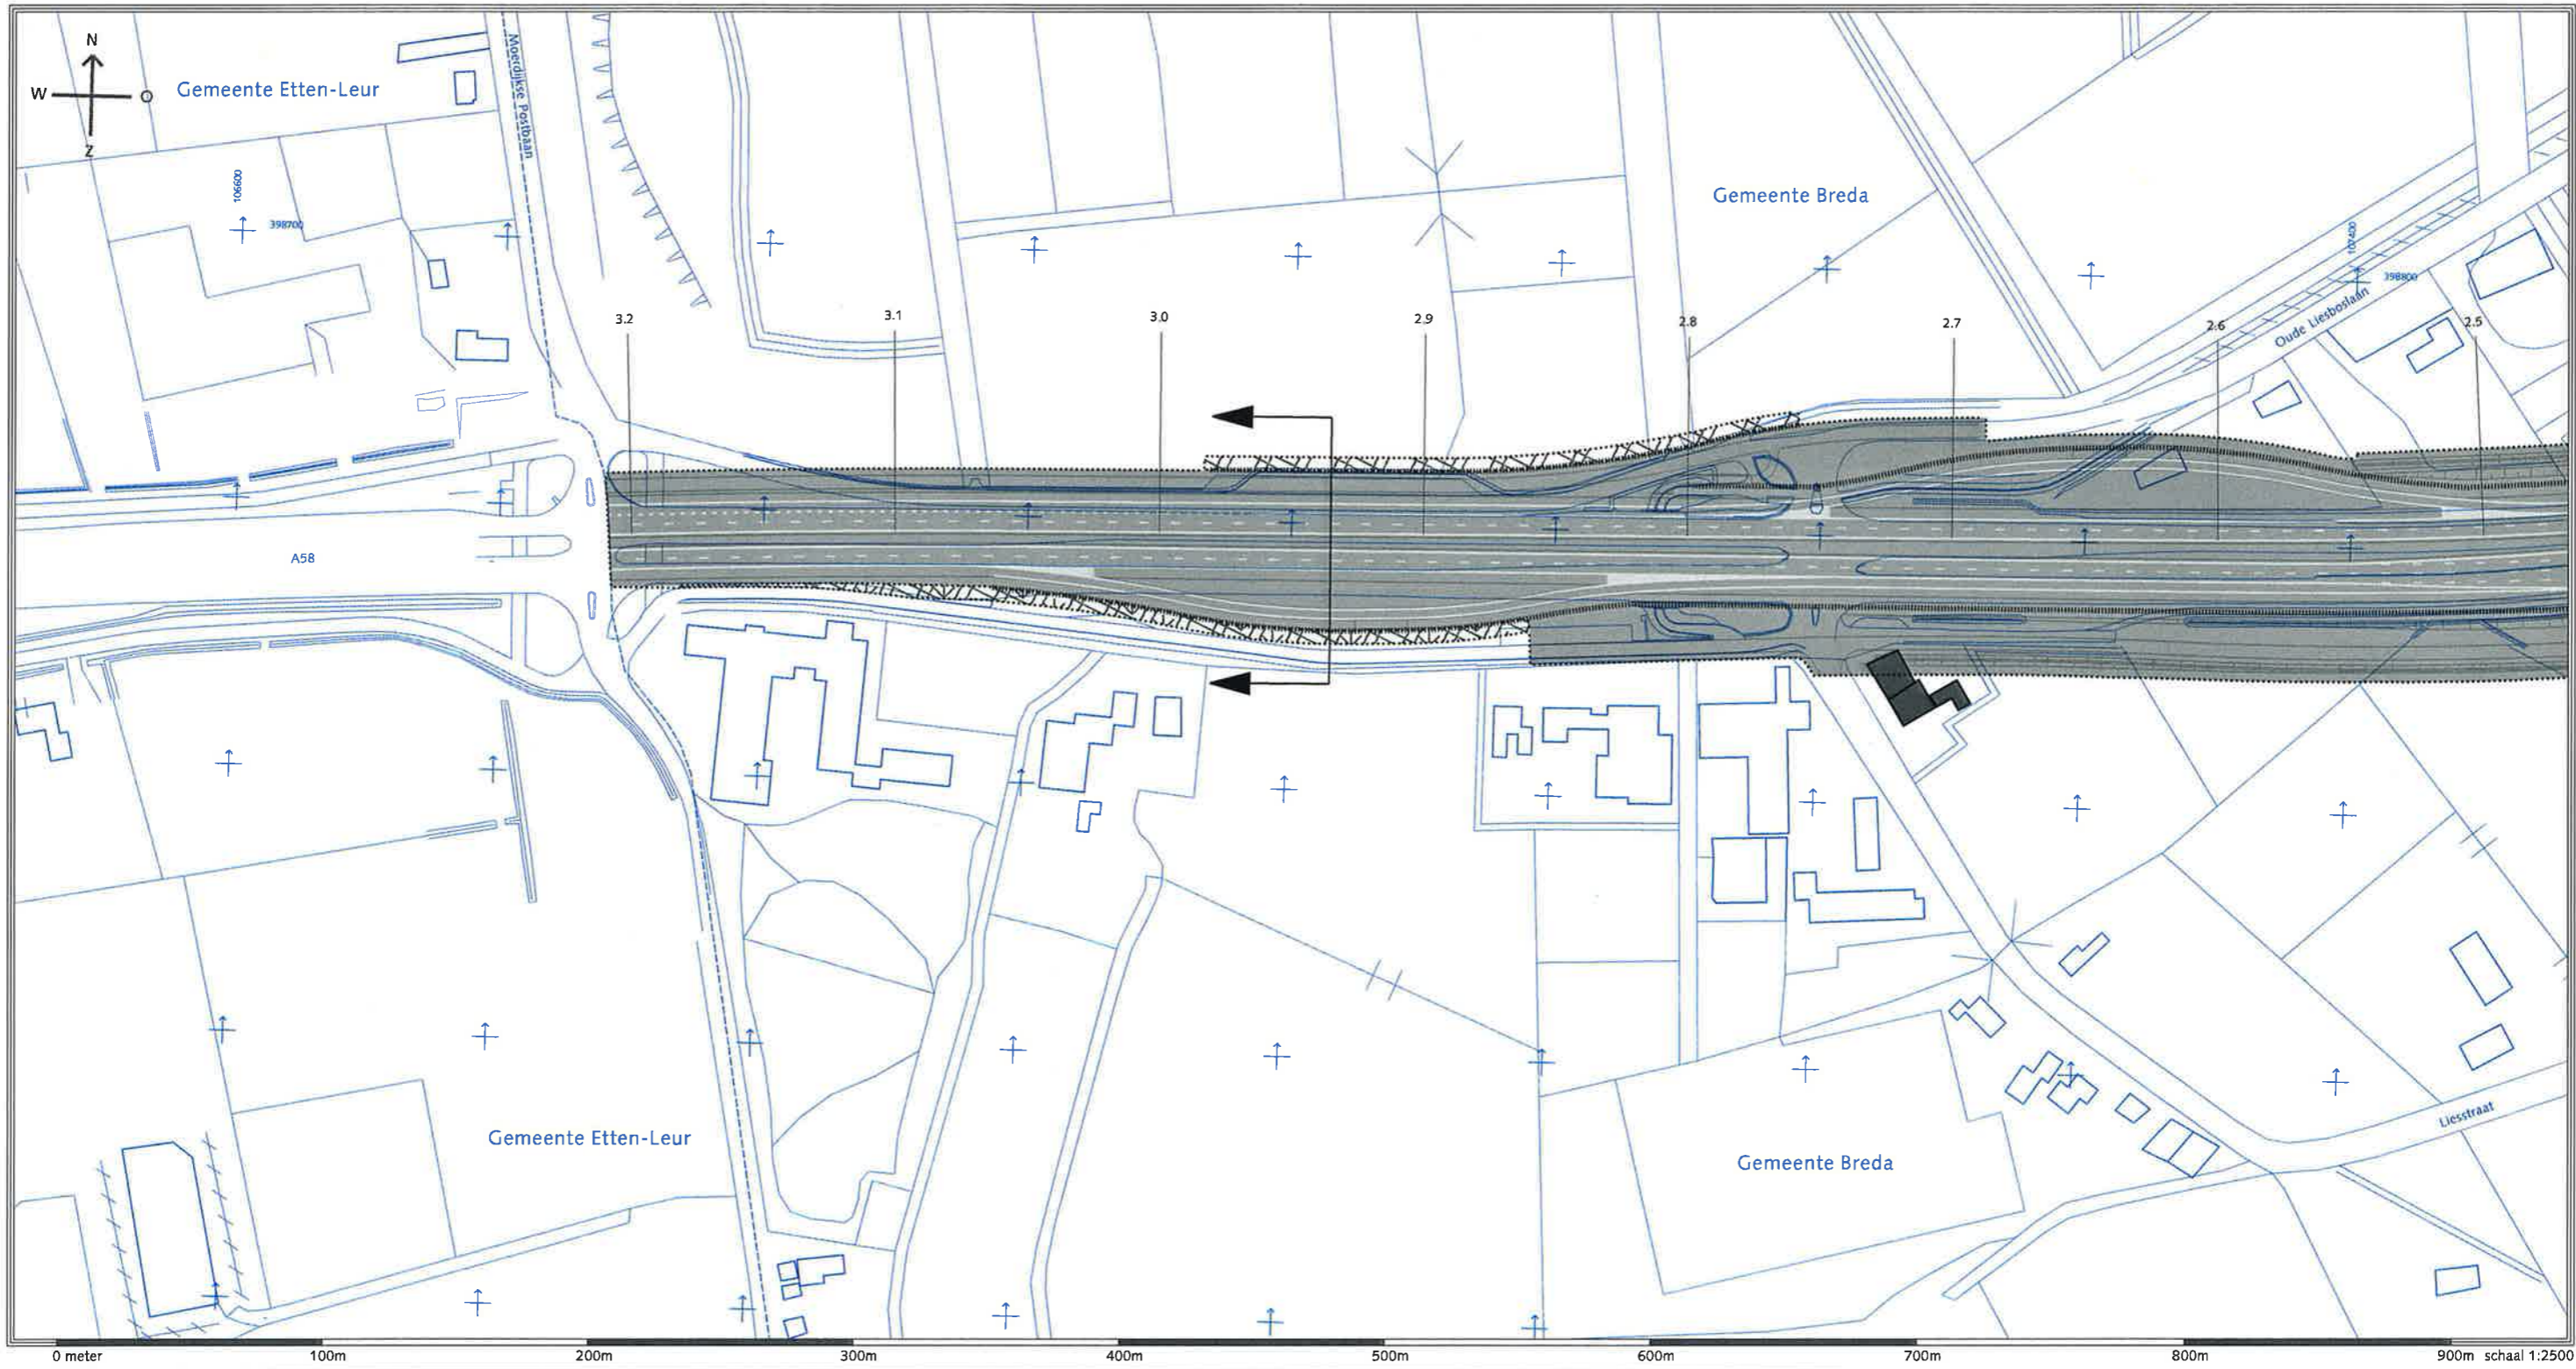 N
W
O
Z
Gemeente Etten-Leur
Moerdijkse Postbaan
Gemeente Breda
106600
398700
107400
398800
Oude Liesboslaan
3.2
3.1
3.0
2.9
2.8
2.7
2.6
2.5
A58
Gemeente Etten-Leur
Gemeente Breda
Liesstraat
0 meter
100m
200m
300m
400m
500m
600m
700m
800m
900m
schaal 1:2500